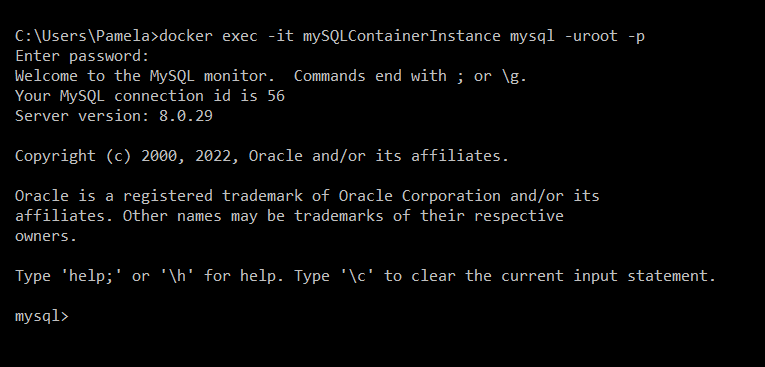 C:\Users\Pamela>docker exec -it mySQLContainerInstance mysql -uroot -p
Enter password:
Welcome to the MySQL monitor.  Commands end with ; or \g.
Your MySQL connection id is 56
Server version: 8.0.29
Copyright (c) 2000, 2022, Oracle and/or its affiliates.
Oracle is a registered trademark of Oracle Corporation and/or its
affiliates. Other names may be trademarks of their respective
owners.
Type 'help;' or '\h' for help. Type '\c' to clear the current input statement.
mysql>